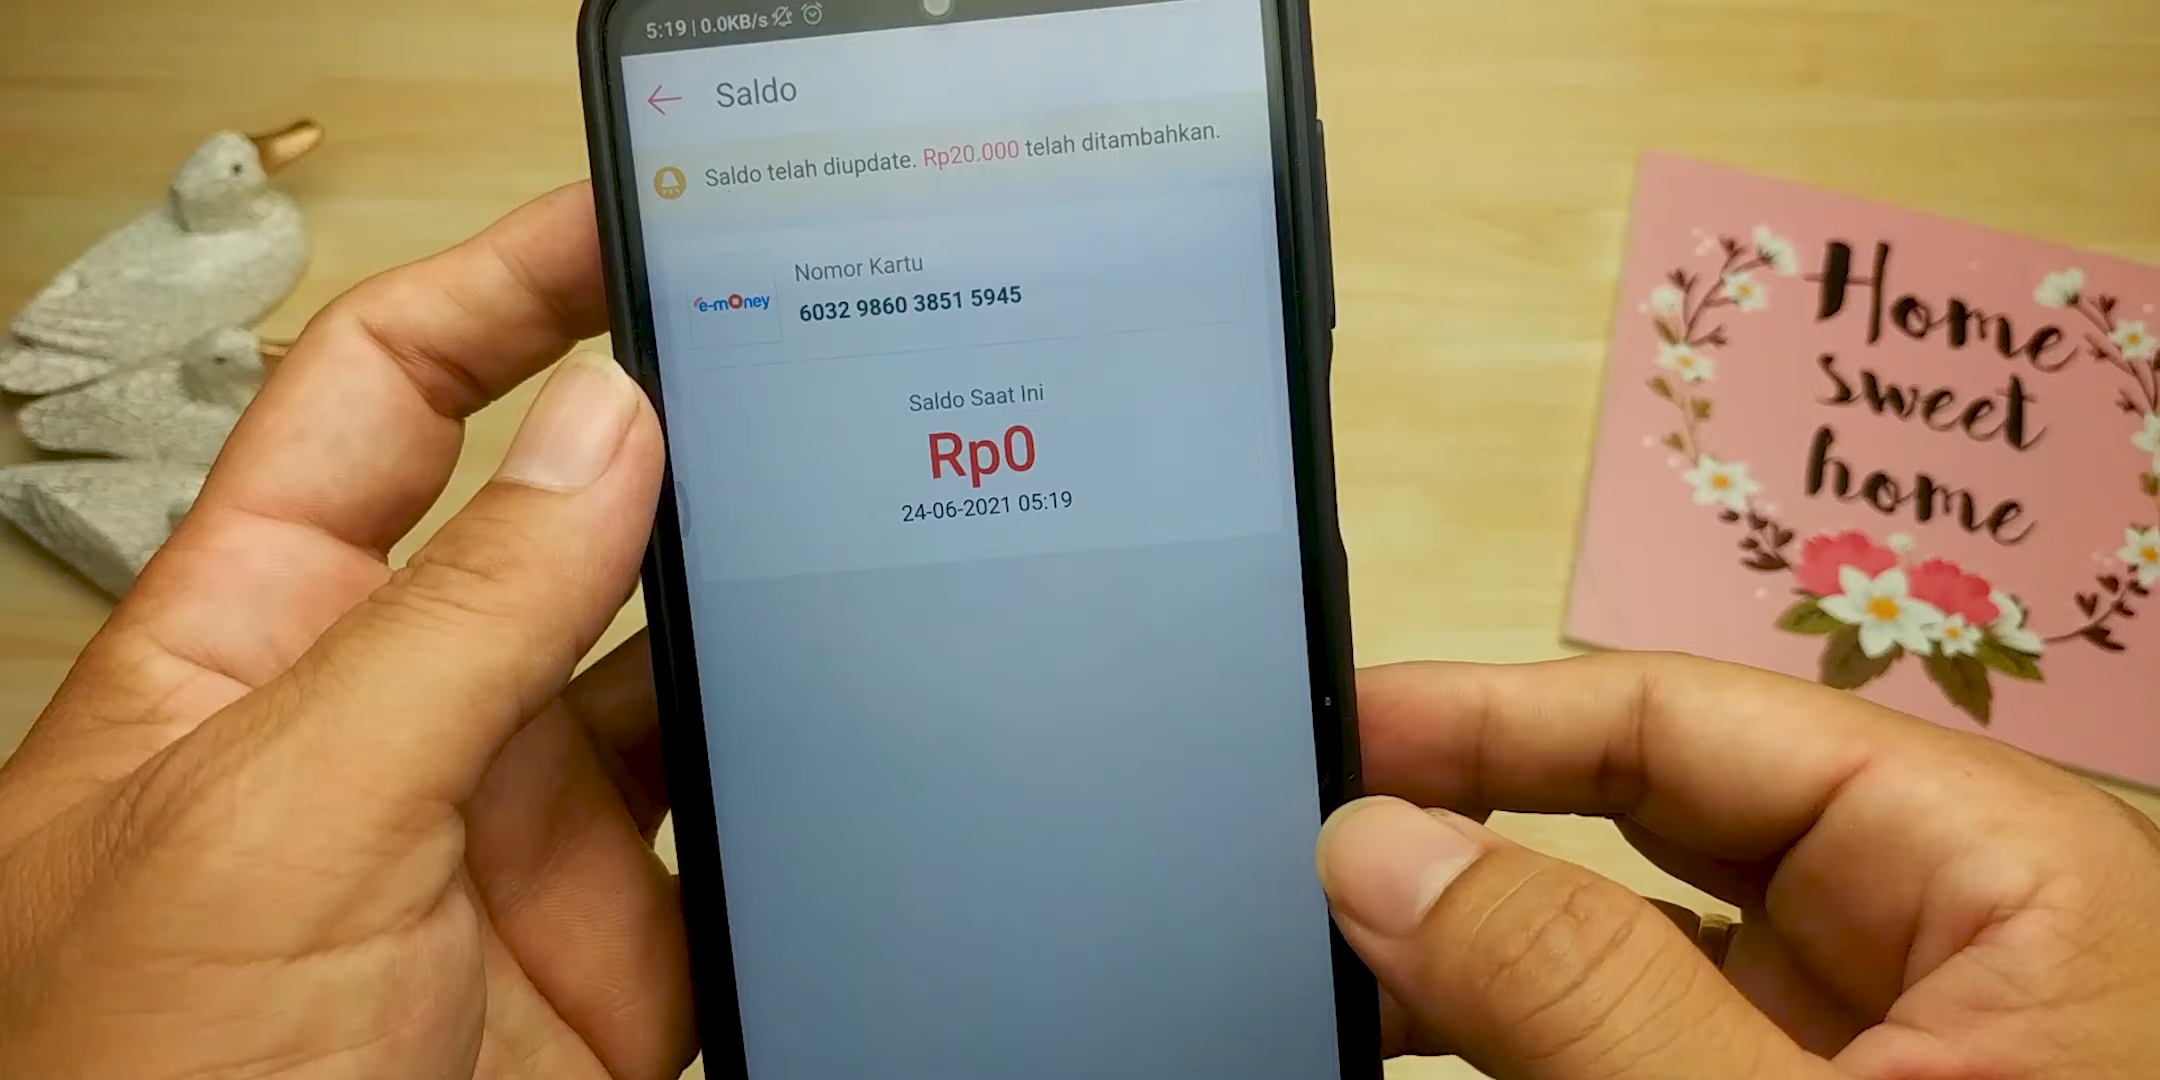 5:19 | 0.0KB/s
Saldo
Saldo telah diupdate. Rp20.000 telah ditambahkan.
Nomor Kartu
e-money
6032 9860 3851 5945
Saldo Saat Ini
Rp0
24-06-2021 05:19
Home
sweet
home